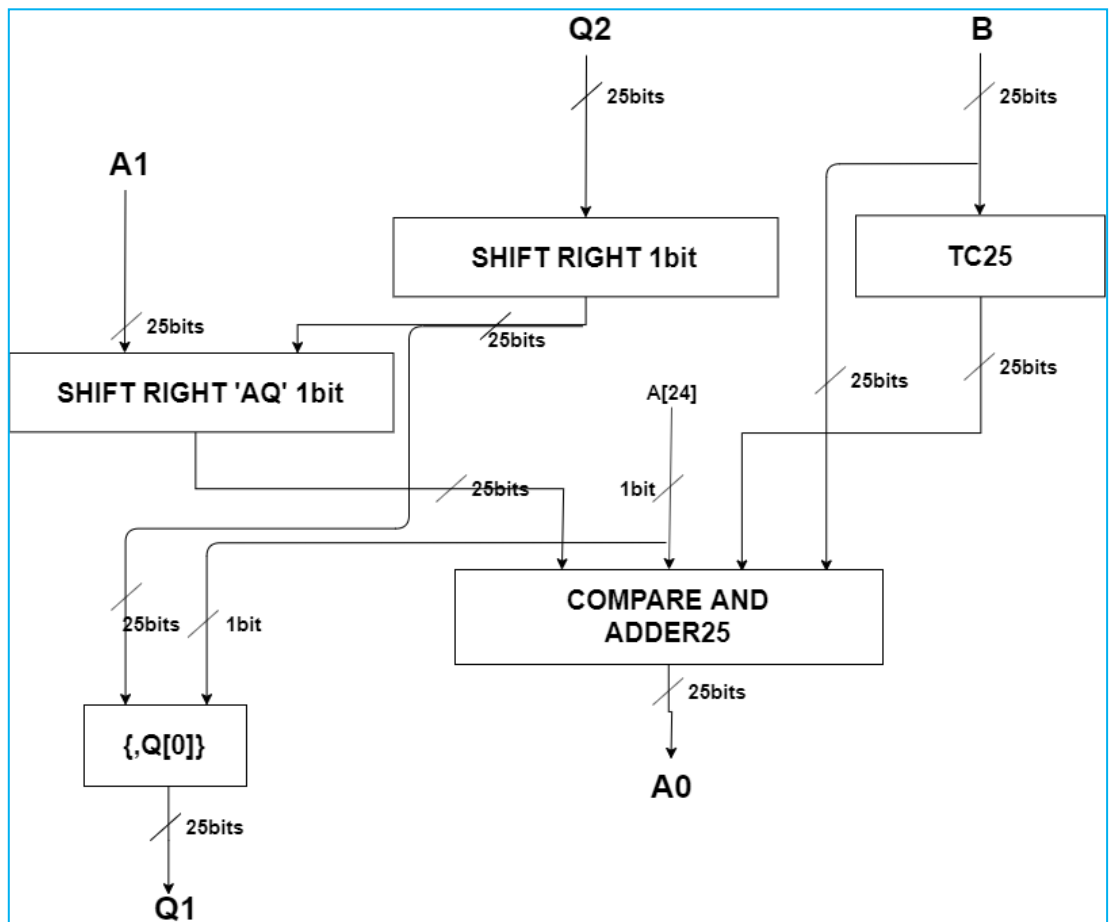 Q2
B
25bits
25bits
A1
SHIFT RIGHT 1bit
TC25
25bits
25bits
SHIFT RIGHT 'AQ' 1bit
A[24]
25bits
25bits
25bits
1bit
COMPARE AND
ADDER25
25bits
1bit
25bits
{,Q[0]}
A0
25bits
Q1